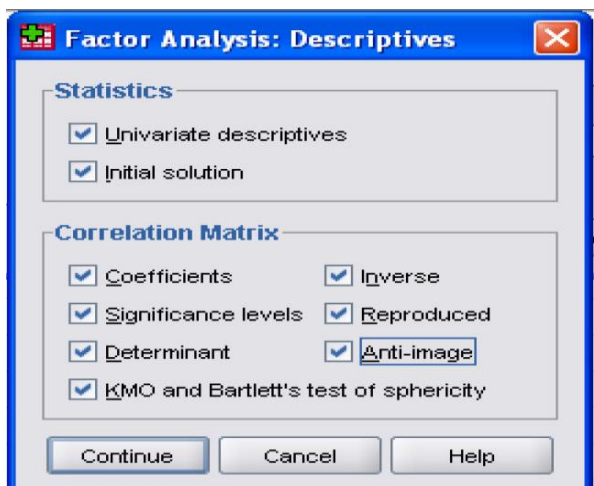 Factor Analysis: Descriptives
Statistics
Univariate descriptives
Initial solution
Correlation Matrix
Coefficients Inverse
Significance levels Reproduced
Determinant Anti-image
KMO and Bartlett's test of sphericity
Continue Cancel Help